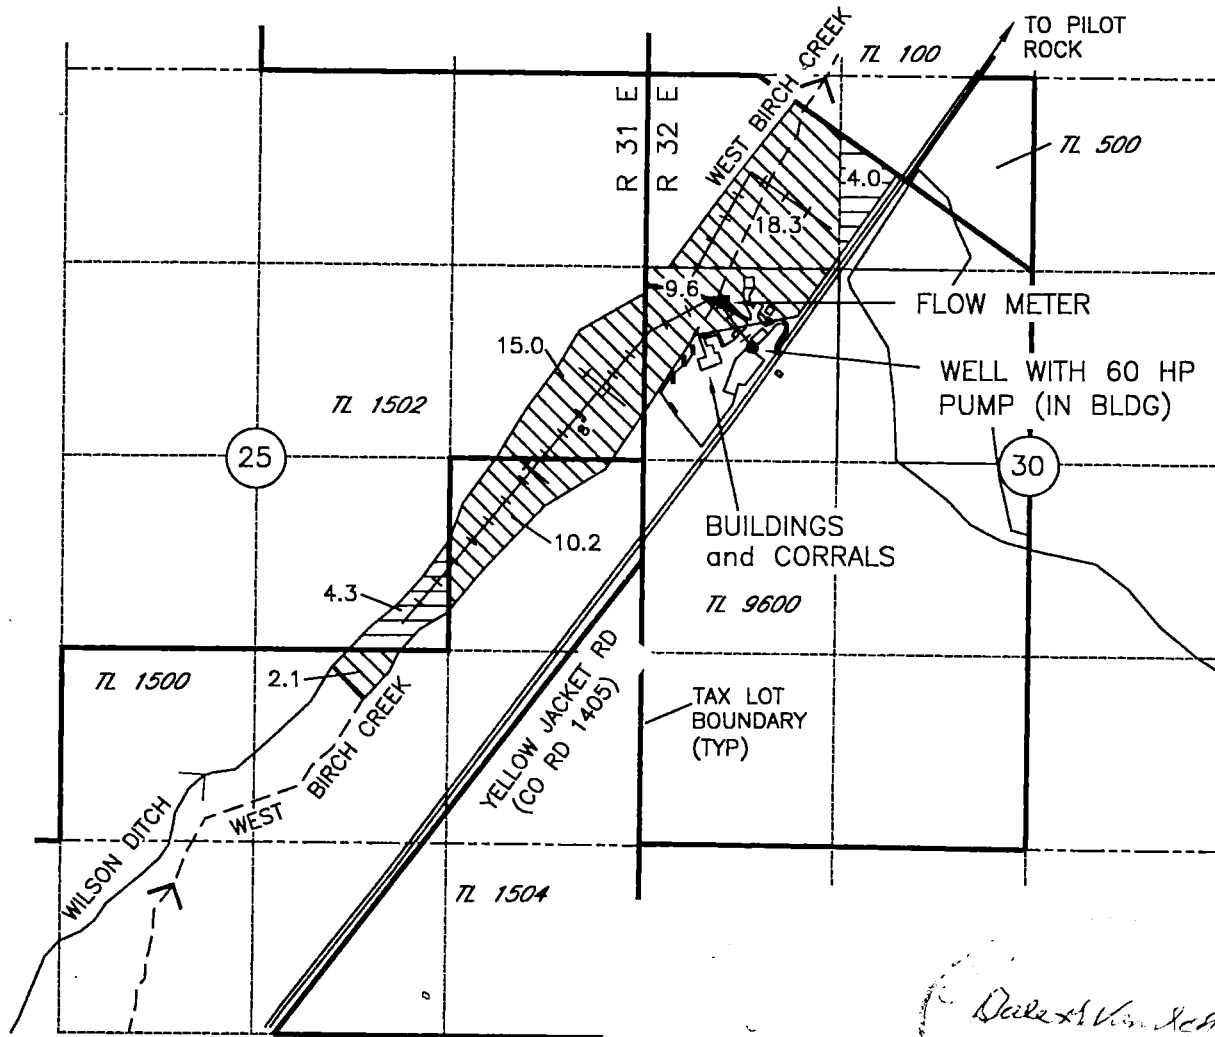 TO PILOT
ROCK
TL 100
WEST BIRCH CREEK
R 31 E
R 32 E
TL 500
4.0
18.3
9.6
FLOW METER
15.0
WELL WITH 60 HP
PUMP (IN BLDG)
TL 1502
8"
25
30
BUILDINGS
and CORRALS
10.2
4.3
TL 9600
2.1
TL 1500
TAX LOT
BOUNDARY
(TYP)
YELLOW JACKET RD
(CO RD 1405)
WEST BIRCH CREEK
WILSON DITCH
TL 1504